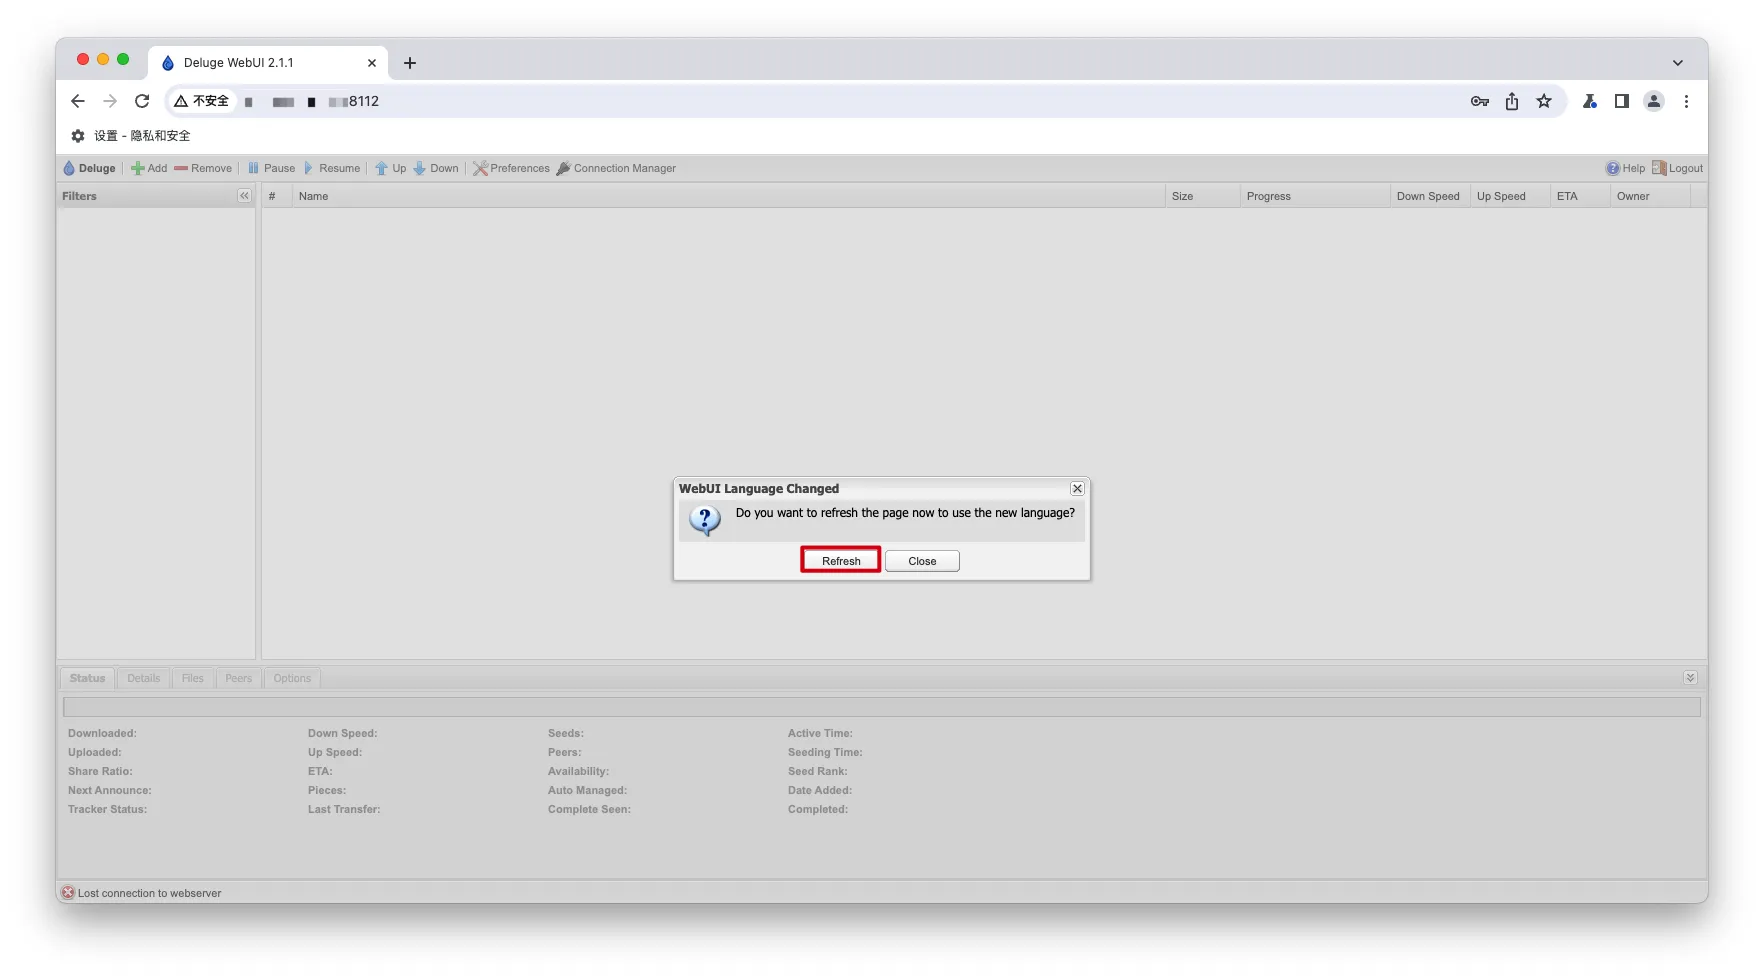 Deluge WebUI 2.1.1
不安全 8112
设置 - 隐私和安全
Deluge Add Remove Pause Resume Up Down Preferences Connection Manager Help Logout
Filters # Name Size Progress Down Speed Up Speed ETA Owner
WebUI Language Changed
Do you want to refresh the page now to use the new language?
Refresh Close
Status Details Files Peers Options
Downloaded: Down Speed: Seeds: Active Time:
Uploaded: Up Speed: Peers: Seeding Time:
Share Ratio: ETA: Availability: Seed Rank:
Next Announce: Pieces: Auto Managed: Date Added:
Tracker Status: Last Transfer: Complete Seen: Completed:
Lost connection to webserver